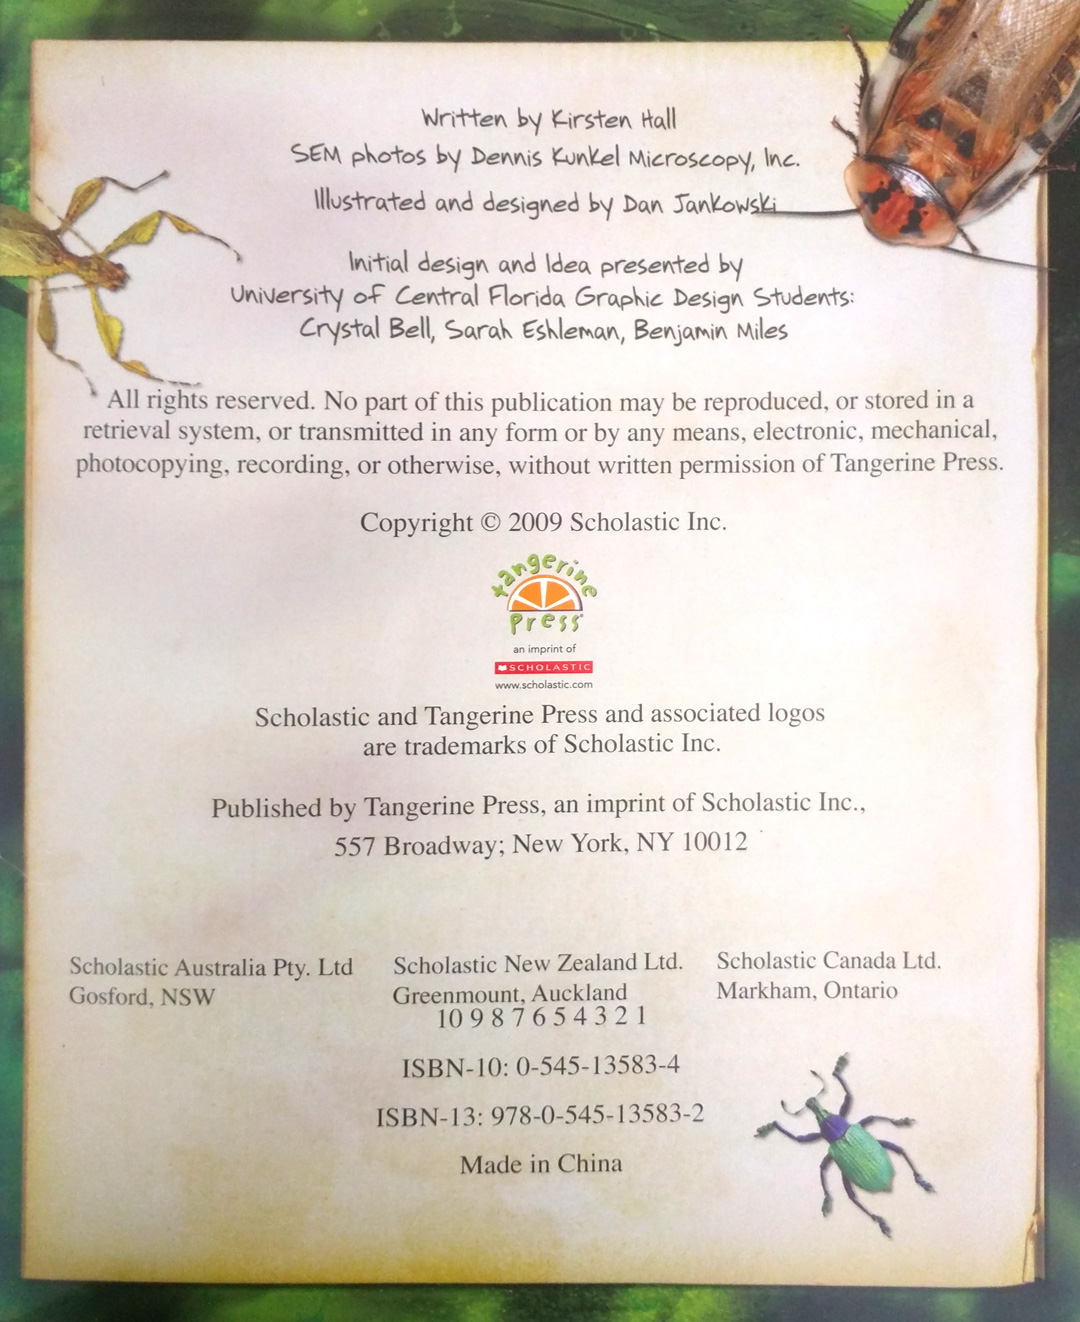 Written by Kirsten Hall
SEM photos by Dennis Kunkel Microscopy, Inc.
Illustrated and designed by Dan Jankowski
Initial design and Idea presented by
University of Central Florida Graphic Design Students:
Crystal Bell, Sarah Eshleman, Benjamin Miles
All rights reserved. No part of this publication may be reproduced, or stored in a
retrieval system, or transmitted in any form or by any means, electronic, mechanical,
photocopying, recording, or otherwise, without written permission of Tangerine Press.
Copyright © 2009 Scholastic Inc.
tangerine
press®
an imprint of
SCHOLASTIC
www.scholastic.com
Scholastic and Tangerine Press and associated logos
are trademarks of Scholastic Inc.
Published by Tangerine Press, an imprint of Scholastic Inc.,
557 Broadway; New York, NY 10012
Scholastic Australia Pty. Ltd
Gosford, NSW
Scholastic New Zealand Ltd.
Greenmount, Auckland
Scholastic Canada Ltd.
Markham, Ontario
10 9 8 7 6 5 4 3 2 1
ISBN-10: 0-545-13583-4
ISBN-13: 978-0-545-13583-2
Made in China